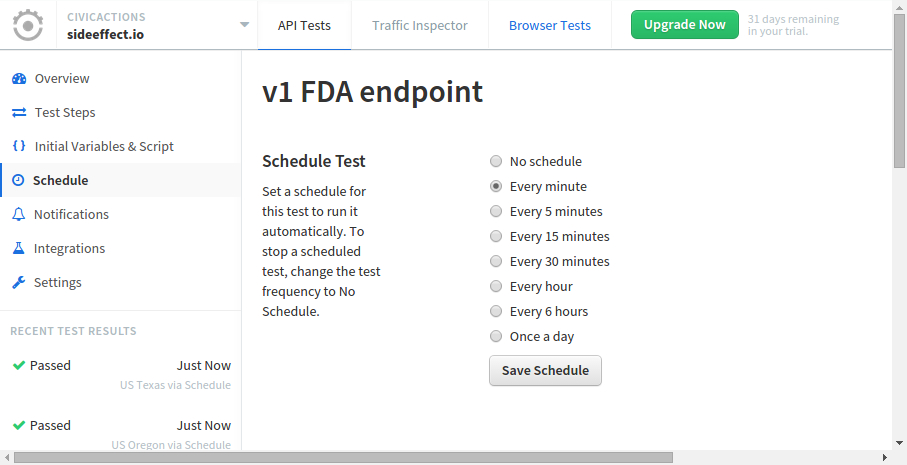 CIVICACTIONS
sideeffect.io
API Tests
Traffic Inspector
Browser Tests
Upgrade Now
31 days remaining
in your trial.
Overview
Test Steps
Initial Variables & Script
Schedule
Notifications
Integrations
Settings
RECENT TEST RESULTS
Passed Just Now
US Texas via Schedule
Passed Just Now
US Oregon via Schedule
v1 FDA endpoint
Schedule Test
Set a schedule for
this test to run it
automatically. To
stop a scheduled
test, change the test
frequency to No
Schedule.
No schedule
Every minute
Every 5 minutes
Every 15 minutes
Every 30 minutes
Every hour
Every 6 hours
Once a day
Save Schedule